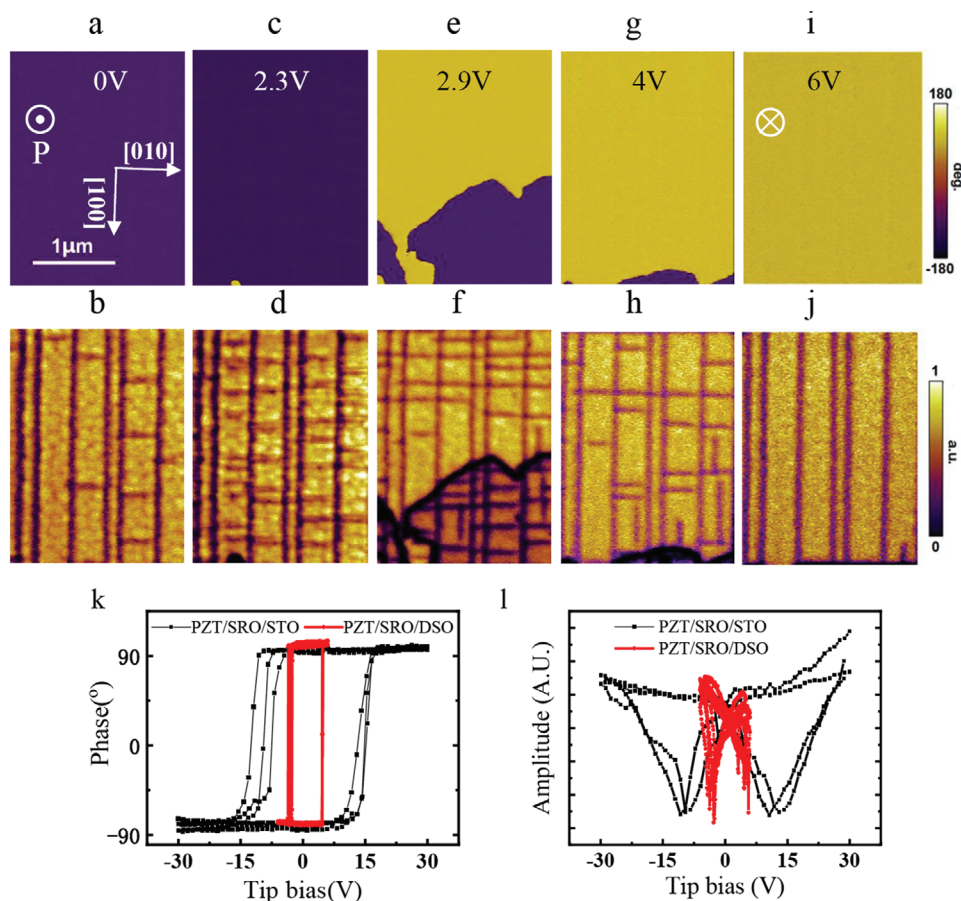 a c e g i
0V 2.3V 2.9V 4V 6V
P
[010]
[100]
1μm
180
deg.
-180
b d f h j
1
a.u.
0
k
PZT/SRO/STO PZT/SRO/DSO
Phase(º)
90
0
−90
-30 -15 0 15 30
Tip bias(V)
l
PZT/SRO/STO
PZT/SRO/DSO
Amplitude (A.U.)
-30 -15 0 15 30
Tip bias (V)